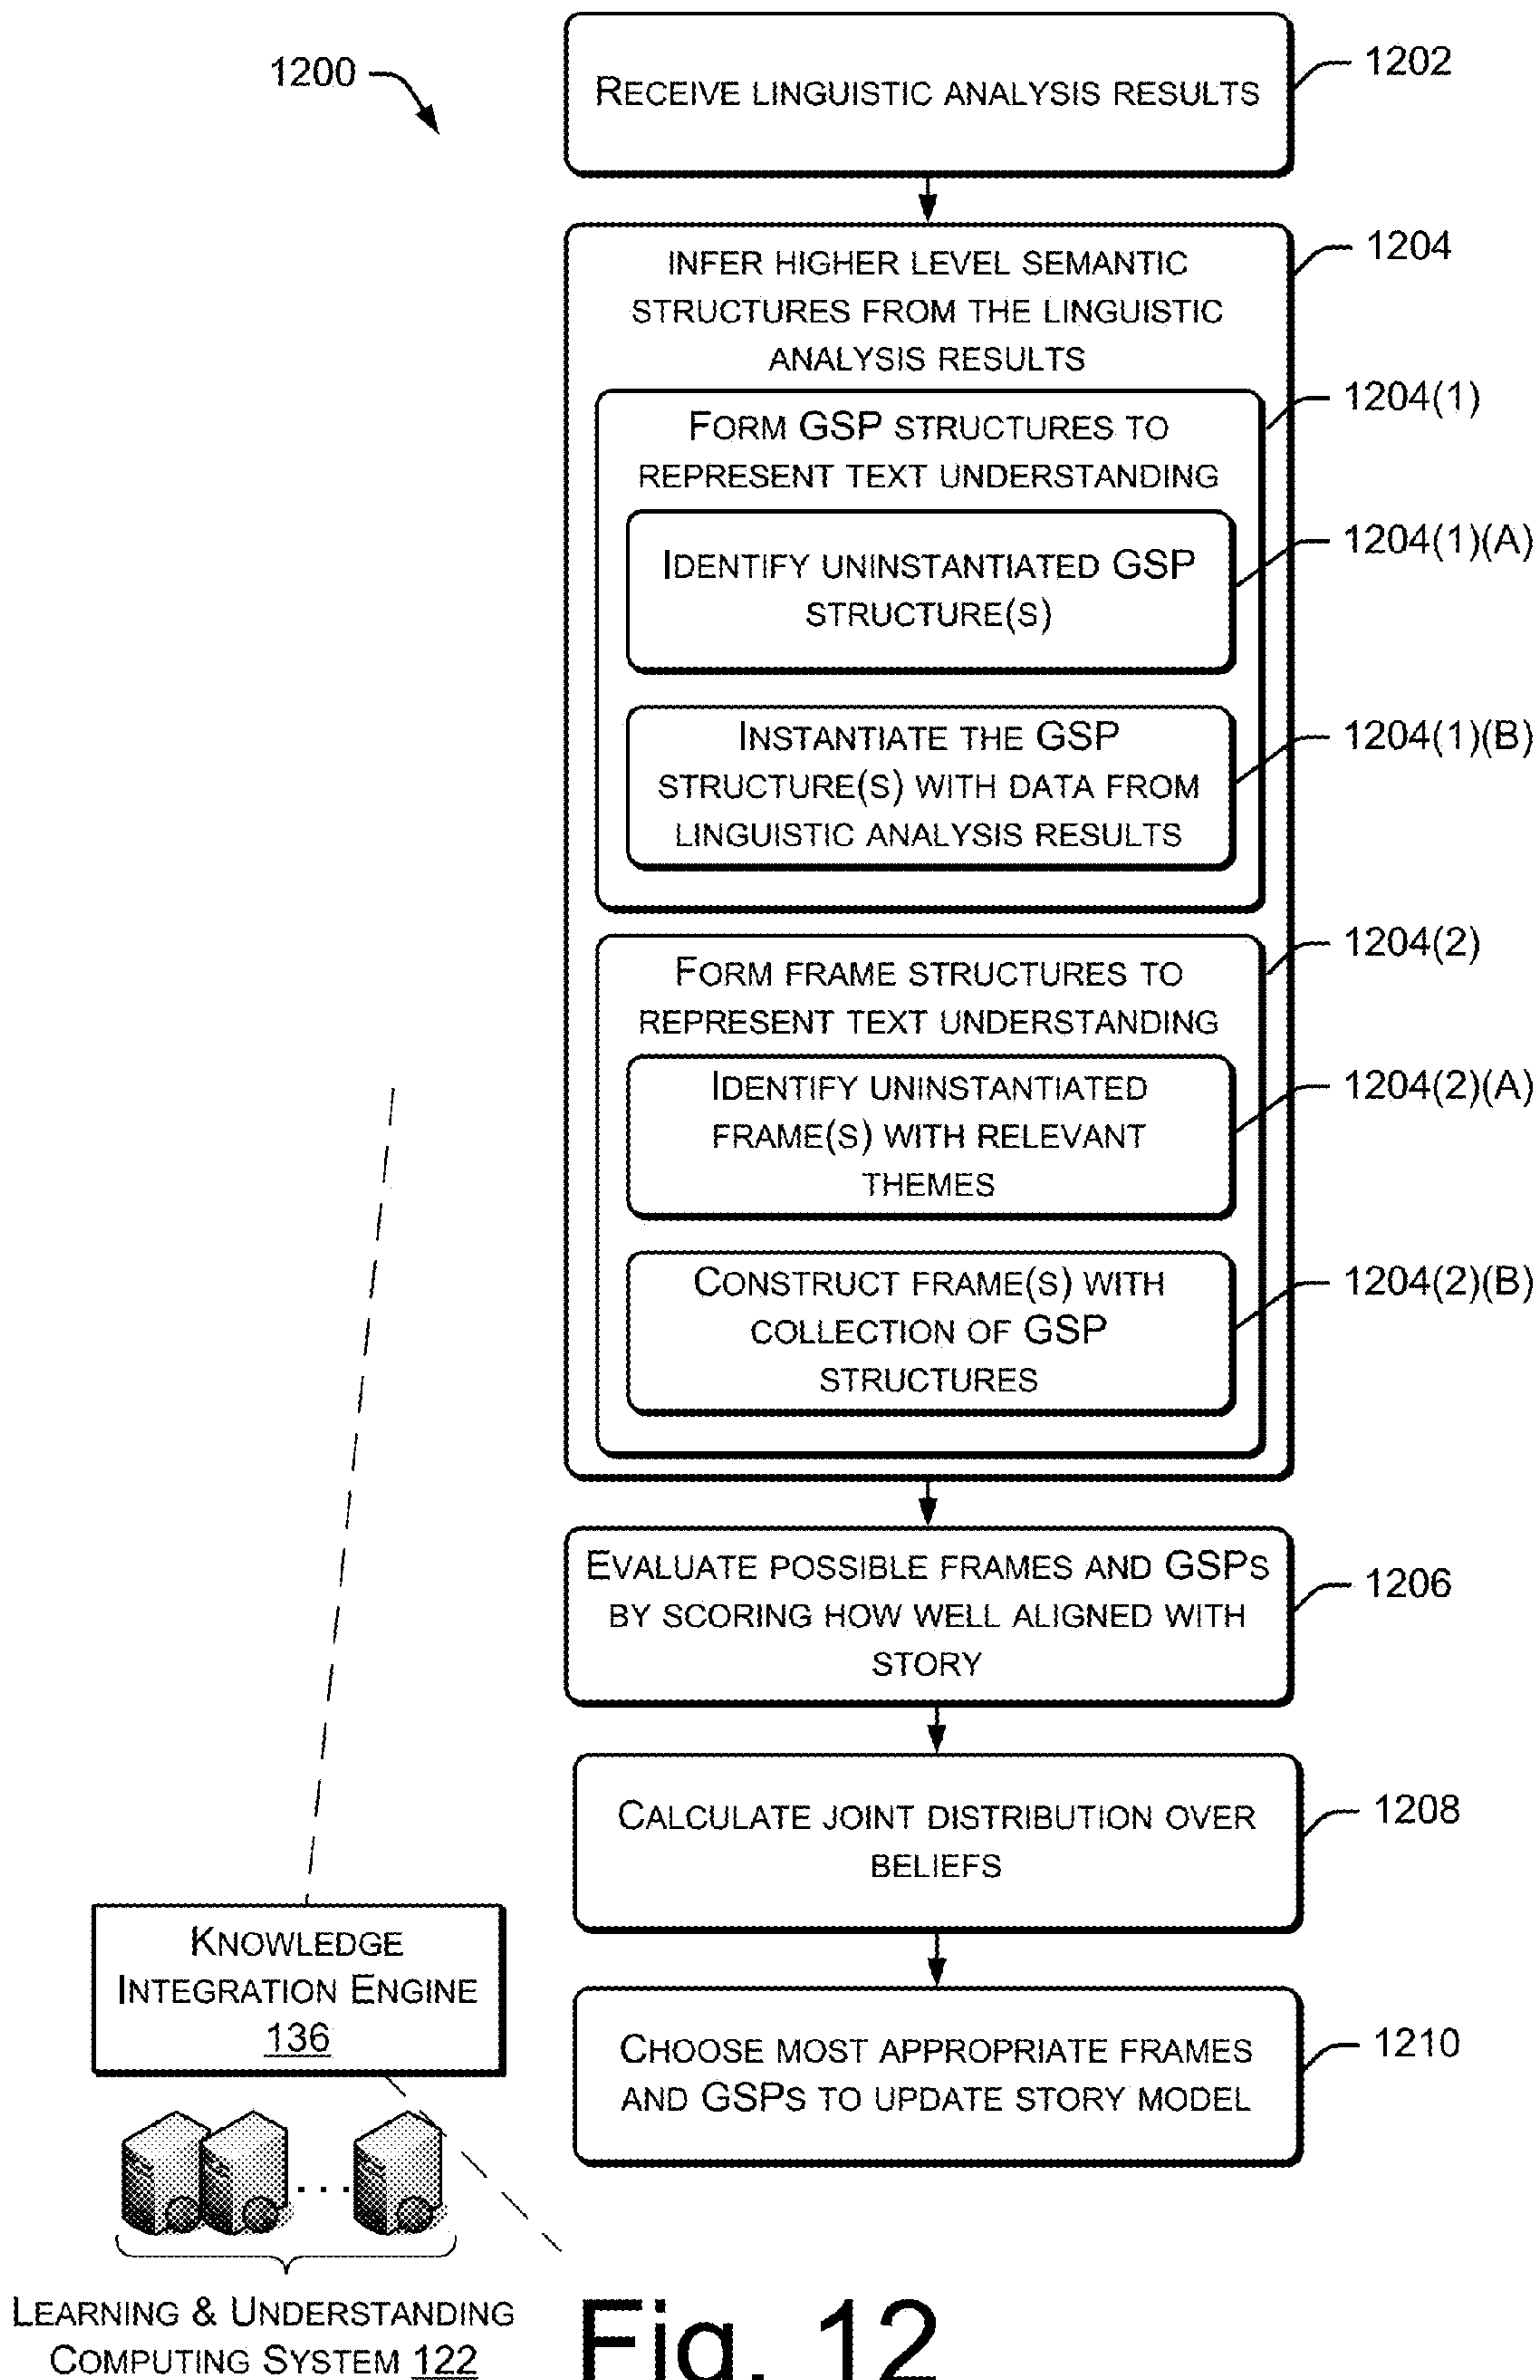 1200
RECEIVE LINGUISTIC ANALYSIS RESULTS
1202
INFER HIGHER LEVEL SEMANTIC
STRUCTURES FROM THE LINGUISTIC
ANALYSIS RESULTS
1204
FORM GSP STRUCTURES TO
REPRESENT TEXT UNDERSTANDING
1204(1)
IDENTIFY UNINSTANTIATED GSP
STRUCTURE(S)
1204(1)(A)
INSTANTIATE THE GSP
STRUCTURE(S) WITH DATA FROM
LINGUISTIC ANALYSIS RESULTS
1204(1)(B)
FORM FRAME STRUCTURES TO
REPRESENT TEXT UNDERSTANDING
1204(2)
IDENTIFY UNINSTANTIATED
FRAME(S) WITH RELEVANT
THEMES
1204(2)(A)
CONSTRUCT FRAME(S) WITH
COLLECTION OF GSP
STRUCTURES
1204(2)(B)
EVALUATE POSSIBLE FRAMES AND GSPS
BY SCORING HOW WELL ALIGNED WITH
STORY
1206
CALCULATE JOINT DISTRIBUTION OVER
BELIEFS
1208
CHOOSE MOST APPROPRIATE FRAMES
AND GSPS TO UPDATE STORY MODEL
1210
KNOWLEDGE
INTEGRATION ENGINE
136
...
LEARNING & UNDERSTANDING
COMPUTING SYSTEM 122
Fig. 12